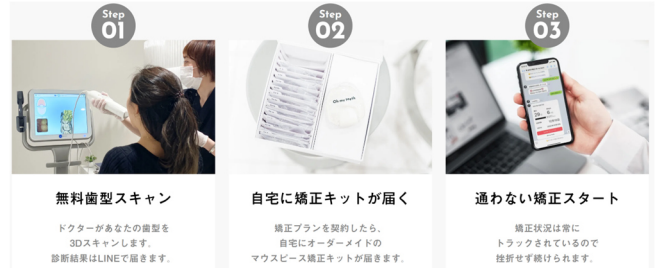 Step
01
Step
02
Step
03
無料歯型スキャン
自宅に矯正キットが届く
通わない矯正スタート
ドクターがあなたの歯型を
3Dスキャンします。
診断結果はLINEで届きます。
矯正プランを契約したら、
自宅にオーダーメイドの
マウスピース矯正キットが届きます。
矯正状況は常に
トラックされているので
挫折せず続けられます。